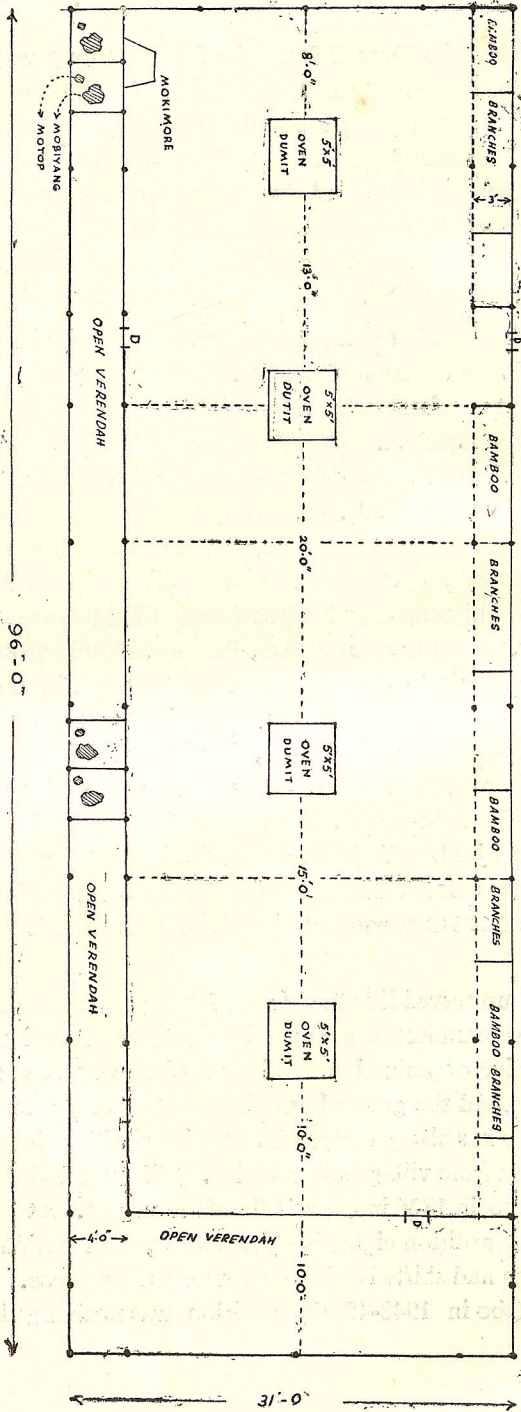 BAMBOO
BRANCHES
3'
D
BAMBOO
BRANCHES
BAMBOO
BRANCHES
BAMBOO BRANCHES
8'.0"
5'x5'
OVEN
DUMIT
13'.0"
5'x5'
OVEN
DUTIT
20'.0"
5'x5'
OVEN
DUMIT
15'.0'
5'x5'
OVEN
DUMIT
10'.0"
D
10'.0"
MOKIMORE
MOBIYANG
MOTOP
D
OPEN VERENDAH
OPEN VERENDAH
4'.0"
OPEN VERENDAH
96'-0"
31'-0